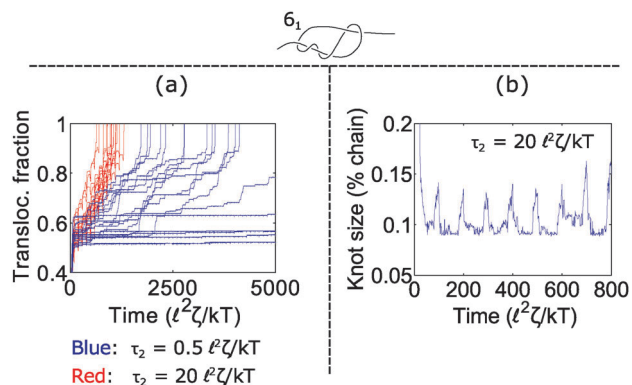 6₁
(a)
Transloc. fraction
1
0.8
0.6
0.4
0
2500
5000
Time (ℓ²ζ/kT)
Blue: τ₂ = 0.5 ℓ²ζ/kT
Red: τ₂ = 20 ℓ²ζ/kT
(b)
Knot size (% chain)
τ₂ = 20 ℓ²ζ/kT
0.2
0.15
0.1
0.05
0
200
400
600
800
Time (ℓ²ζ/kT)